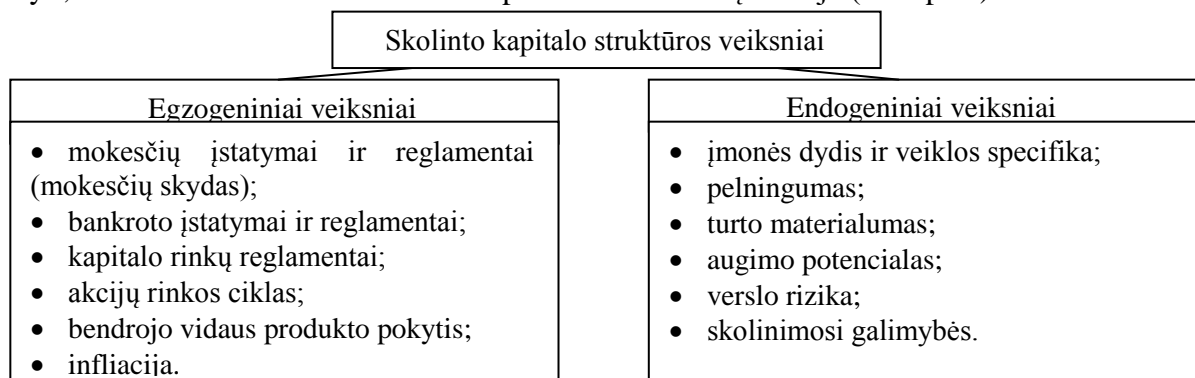 Skolinto kapitalo struktūros veiksniai
Egzogeniniai veiksniai
• mokesčių įstatymai ir reglamentai
(mokesčių skydas);
• bankroto įstatymai ir reglamentai;
• kapitalo rinkų reglamentai;
• akcijų rinkos ciklas;
• bendrojo vidaus produkto pokytis;
• infliacija.
Endogeniniai veiksniai
• įmonės dydis ir veiklos specifika;
• pelningumas;
• turto materialumas;
• augimo potencialas;
• verslo rizika;
• skolinimosi galimybės.